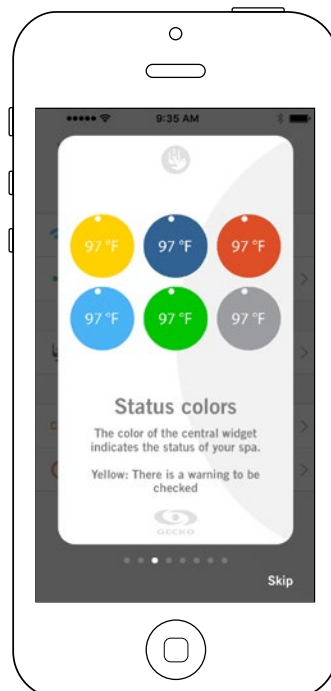 9:35 AM
97 °F 97 °F 97 °F
97 °F 97 °F 97 °F
Status colors
The color of the central widget
indicates the status of your spa.
Yellow: There is a warning to be
checked
GECKO
Skip